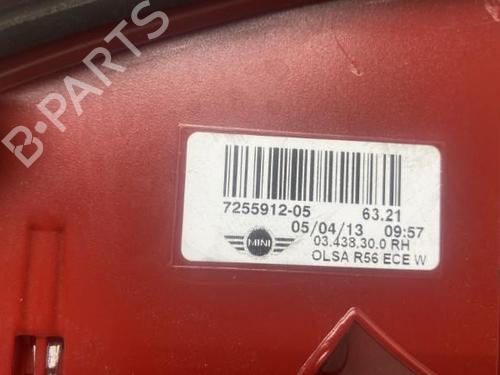 B-PARTS
7255912-05 63.21
05/04/13 09:57
MINI
03.438.30.0 RH
OLSA R56 ECE W